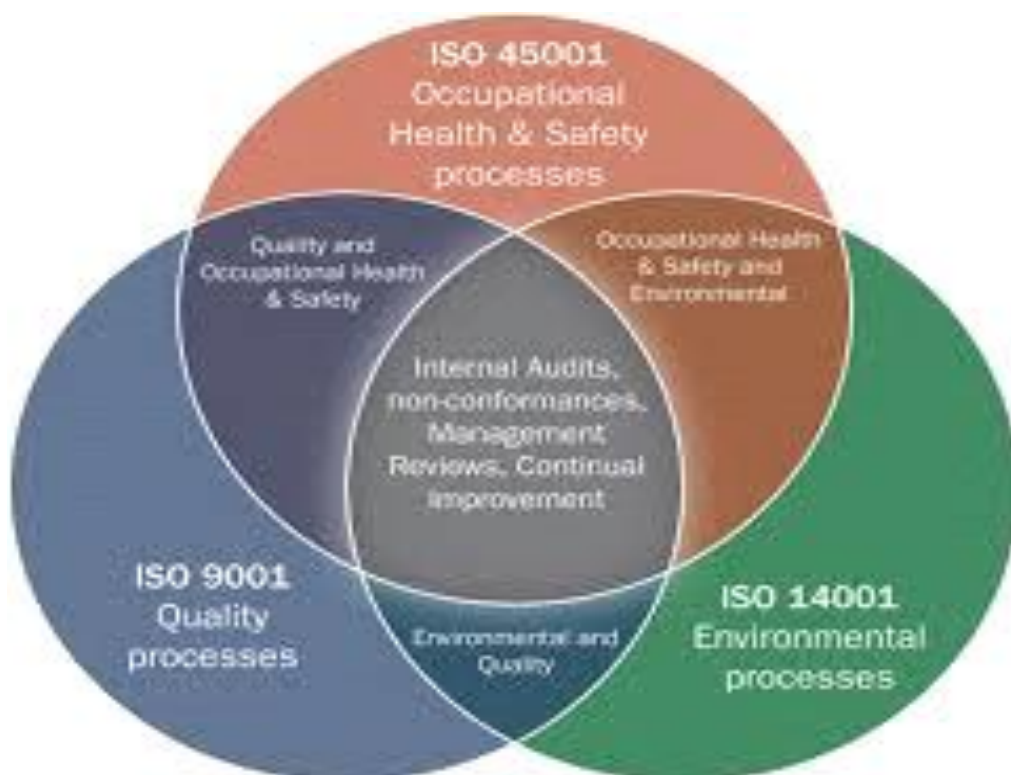 ISO 45001
Occupational
Health & Safety
processes
Quality and
Occupational Health
& Safety
Occupational Health
& Safety and
Environmental
Internal Audits,
non-conformances,
Management
Reviews, Continual
Improvement
ISO 9001
Quality
processes
Environmental and
Quality
ISO 14001
Environmental
processes